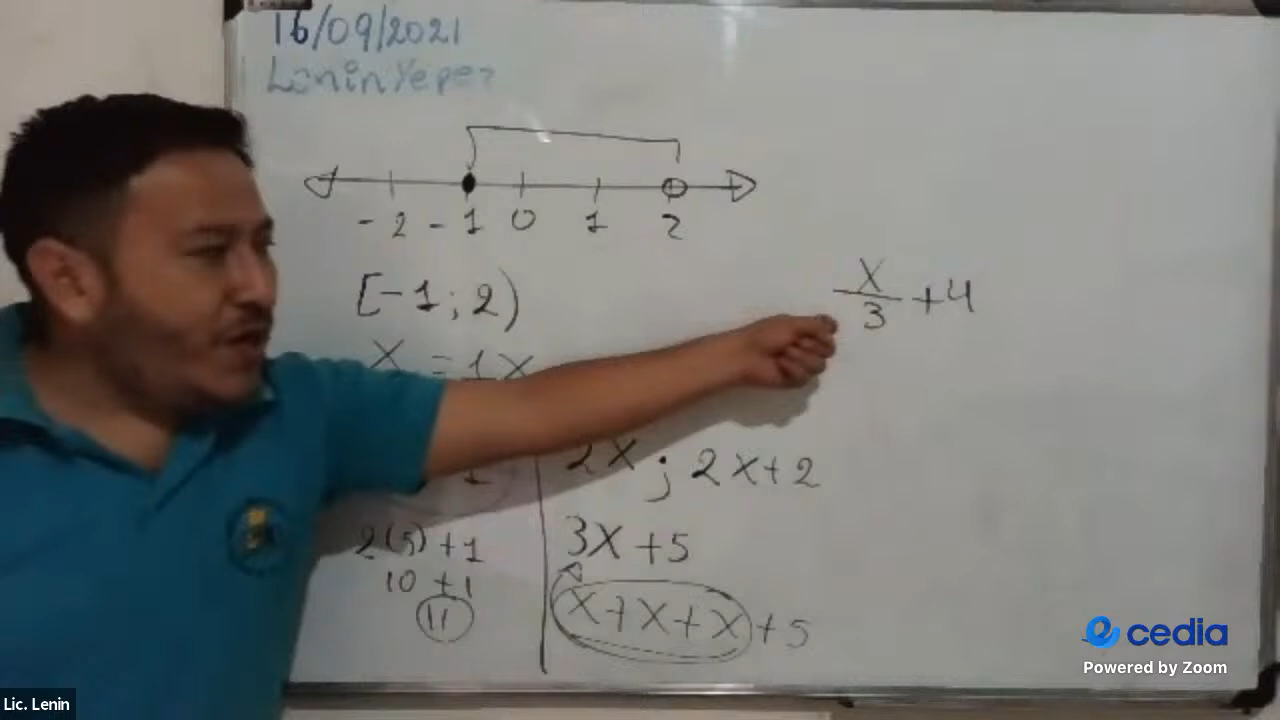 16/09/2021
Lenin Yepez
-2 -1 0 1 2
[-1;2)
x/3 +4
x = 1x
2x ; 2x+2
1
2(5)+1
3x+5
10 +1
11
x+x+x+5
cedia
Powered by Zoom
Lic. Lenin